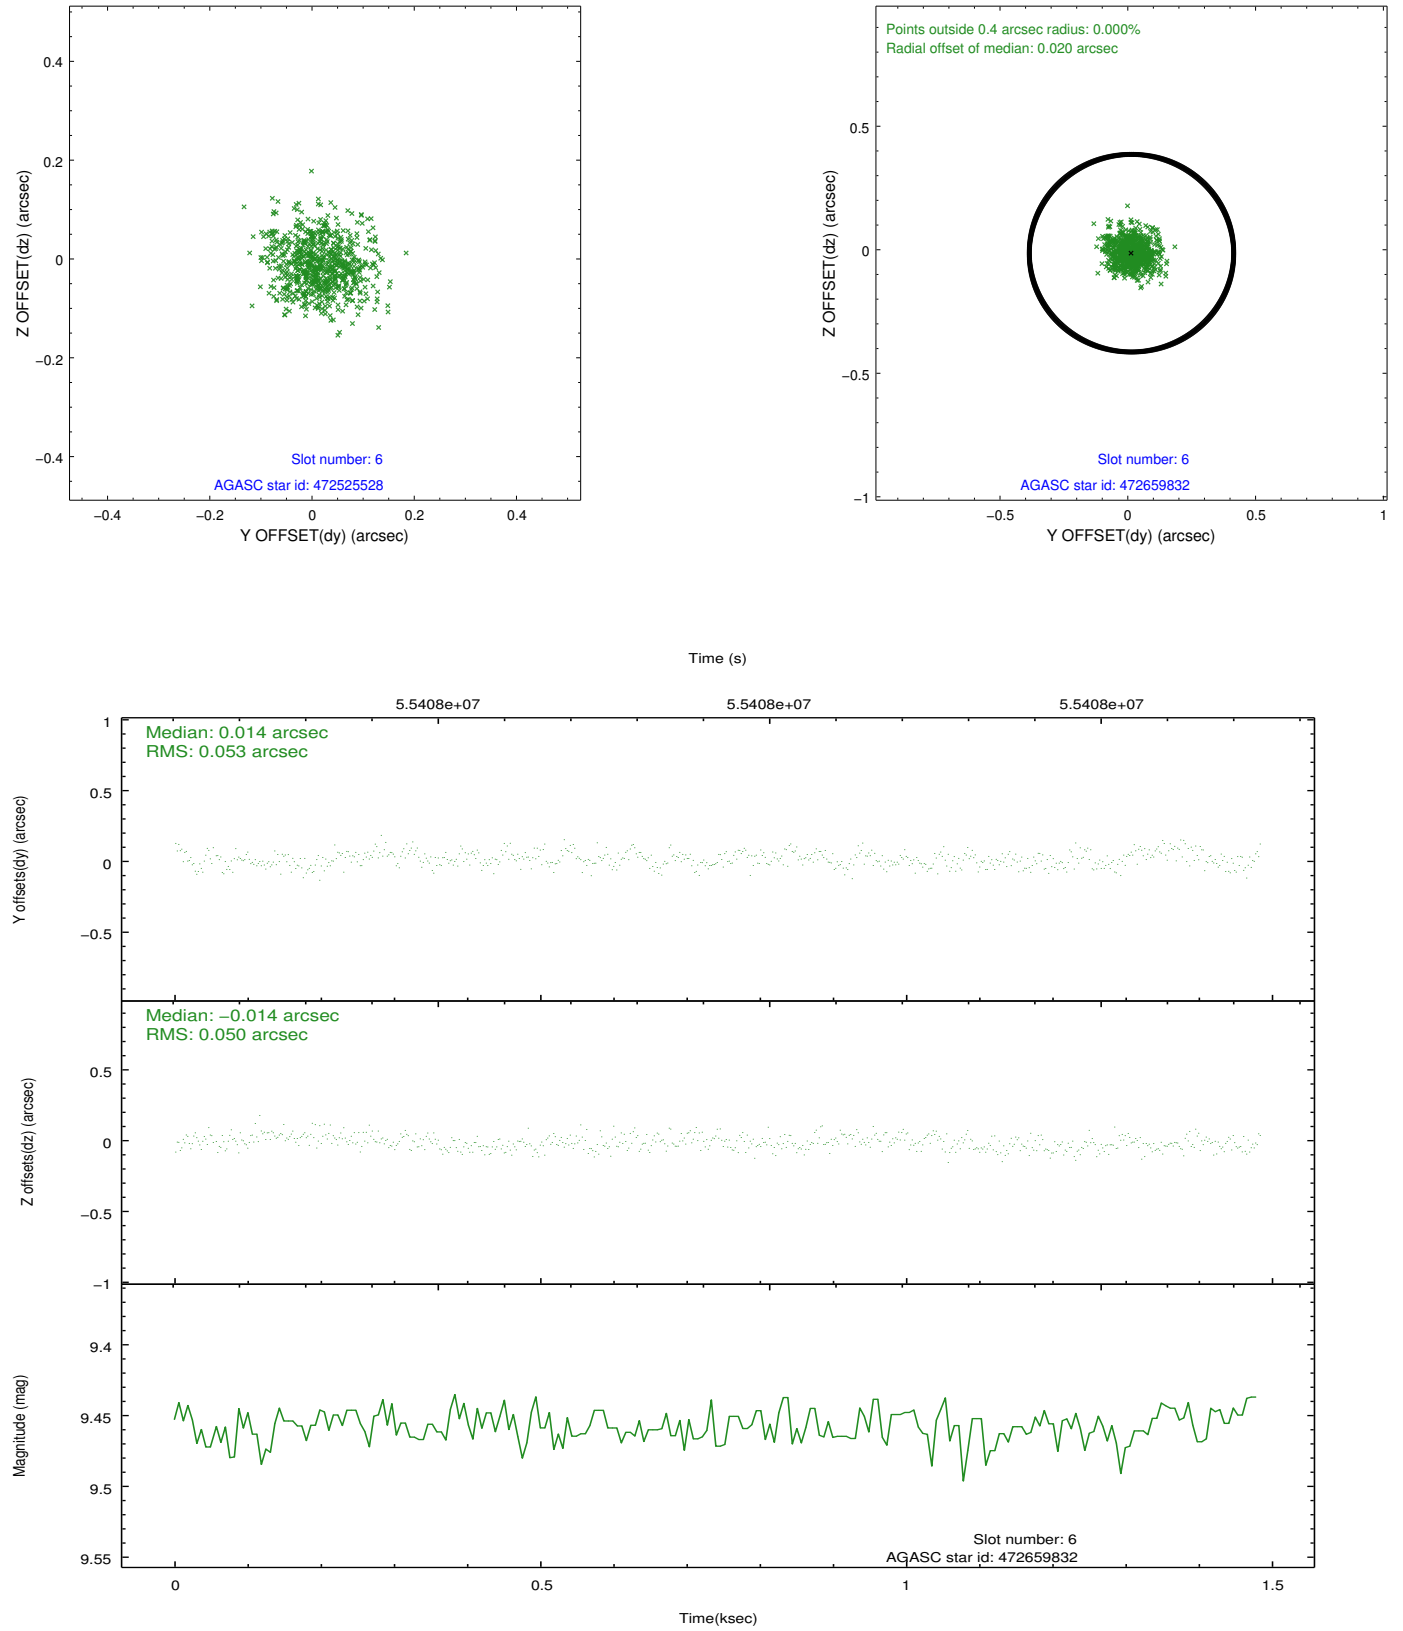 0.4
0.2
0
−0.2
−0.4
Z OFFSET(dz) (arcsec)
Slot number: 6
AGASC star id: 472525528
−0.4
−0.2
0
0.2
0.4
Y OFFSET(dy) (arcsec)
Points outside 0.4 arcsec radius: 0.000%
Radial offset of median: 0.020 arcsec
0.5
0
−0.5
−1
Z OFFSET(dz) (arcsec)
Slot number: 6
AGASC star id: 472659832
−0.5
0
0.5
1
Y OFFSET(dy) (arcsec)
Time (s)
5.5408e+07
5.5408e+07
5.5408e+07
Median: 0.014 arcsec
RMS: 0.053 arcsec
1
0.5
0
−0.5
Y offsets(dy) (arcsec)
Median: −0.014 arcsec
RMS: 0.050 arcsec
0.5
0
−0.5
−1
Z offsets(dz) (arcsec)
9.4
9.45
9.5
9.55
Magnitude (mag)
Slot number: 6
AGASC star id: 472659832
0
0.5
1
1.5
Time(ksec)